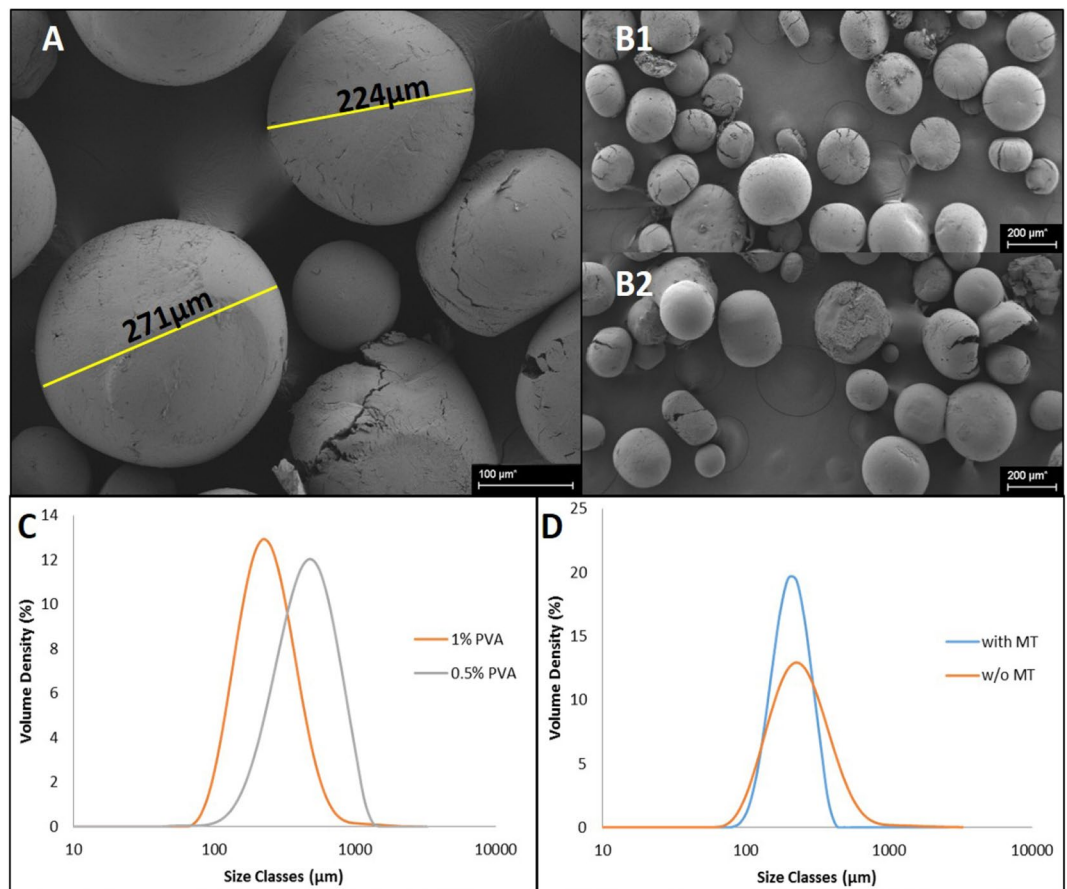 A
224µm
271µm
100 µm*
B1
200 µm*
B2
200 µm*
C
14
12
10
8
6
4
2
0
Volume Density (%)
1% PVA
0.5% PVA
10
100
1000
10000
Size Classes (µm)
D
25
20
15
10
5
0
Volume Density (%)
with MT
w/o MT
10
100
1000
10000
Size Classes (µm)